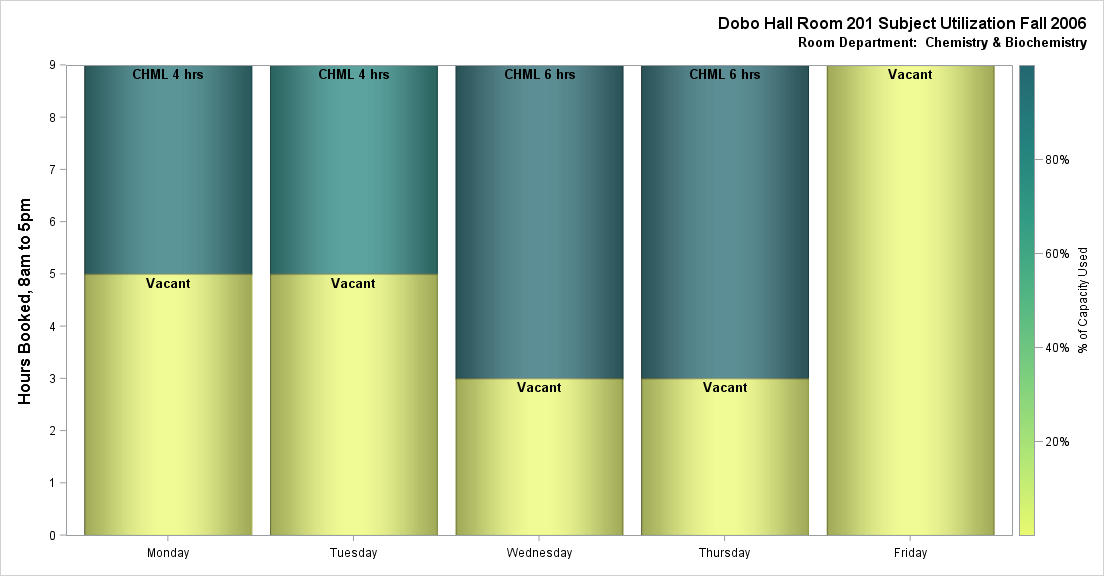 Dobo Hall Room 201 Subject Utilization Fall 2006
Room Department:  Chemistry & Biochemistry
Hours Booked, 8am to 5pm
9
8
7
6
5
4
3
2
1
0
CHML 4 hrs
CHML 4 hrs
CHML 6 hrs
CHML 6 hrs
Vacant
Vacant
Vacant
Vacant
Vacant
Monday
Tuesday
Wednesday
Thursday
Friday
80%
60%
40%
20%
% of Capacity Used